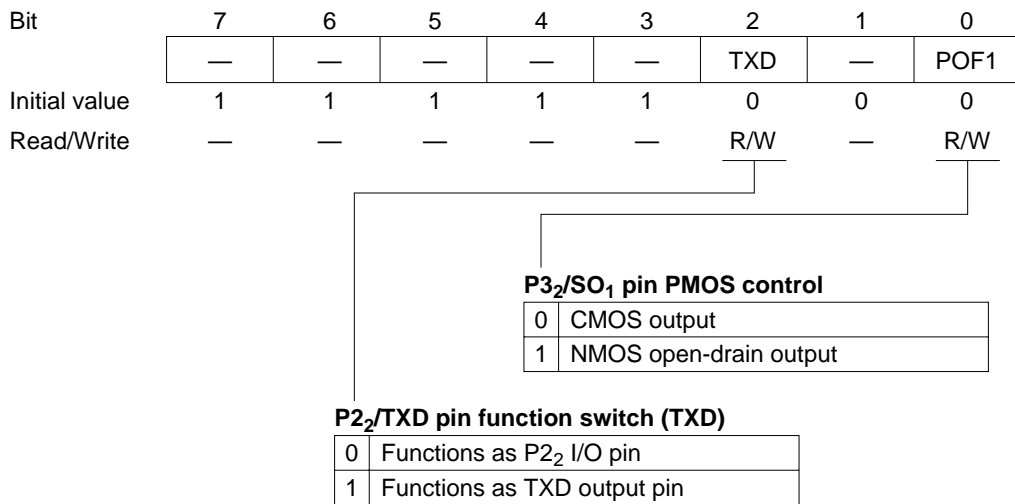 Bit 7 6 5 4 3 2 1 0
— — — — — TXD — POF1
Initial value 1 1 1 1 1 0 0 0
Read/Write — — — — — R/W — R/W
P3₂/SO₁ pin PMOS control
0 CMOS output
1 NMOS open-drain output
P2₂/TXD pin function switch (TXD)
0 Functions as P2₂ I/O pin
1 Functions as TXD output pin